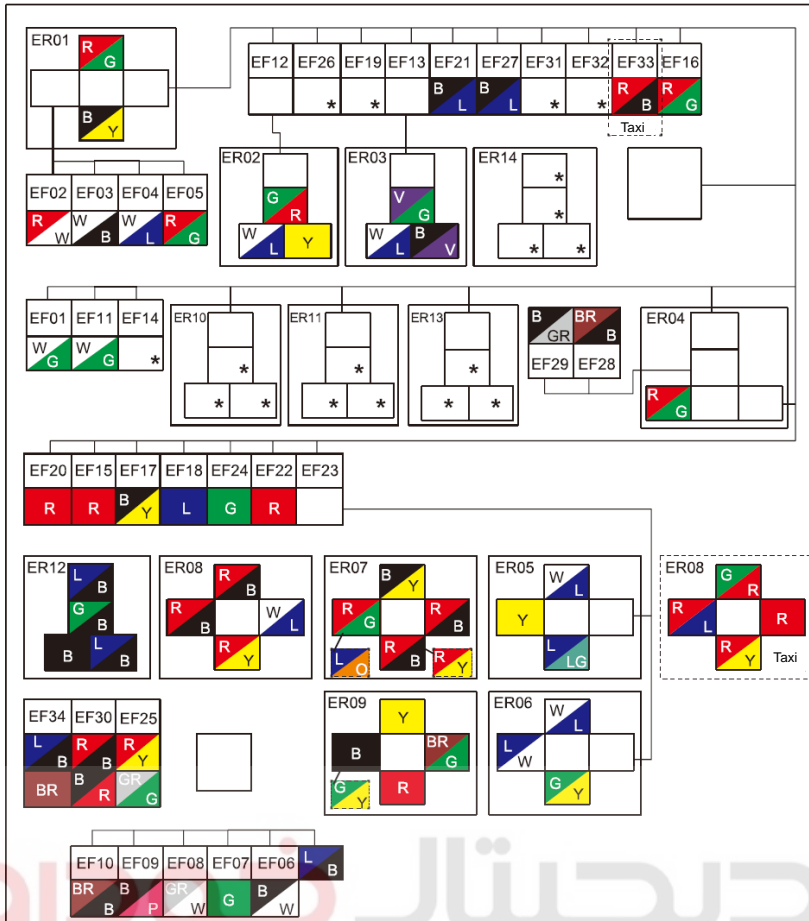 ER01
R
G
B
Y
EF12 EF26 EF19 EF13 EF21 EF27 EF31 EF32 EF33 EF16
* * B L B L * * R B R G
Taxi
EF02 EF03 EF04 EF05
R W W B W L R G
ER02
G
R
W L Y
ER03
V
G
W L B V
ER14
*
*
* *
EF01 EF11 EF14
W G W G *
ER10
*
* *
ER11
*
* *
ER13
*
* *
B GR BR B
EF29 EF28
ER04
R G
EF20 EF15 EF17 EF18 EF24 EF22 EF23
R R B Y L G R
ER12
L B
G B
B L B
ER08
R B
R B W L
R Y
ER07
B Y
R G R B
L O R B R Y
ER05
W L
Y
L LG
ER08
G R
R L R
R Y
Taxi
EF34 EF30 EF25
L B R B R Y
BR B R GR G
ER09
Y
B BR G
G Y R
ER06
W L
L W
G Y
EF10 EF09 EF08 EF07 EF06 L B
BR B B P GR W G B W